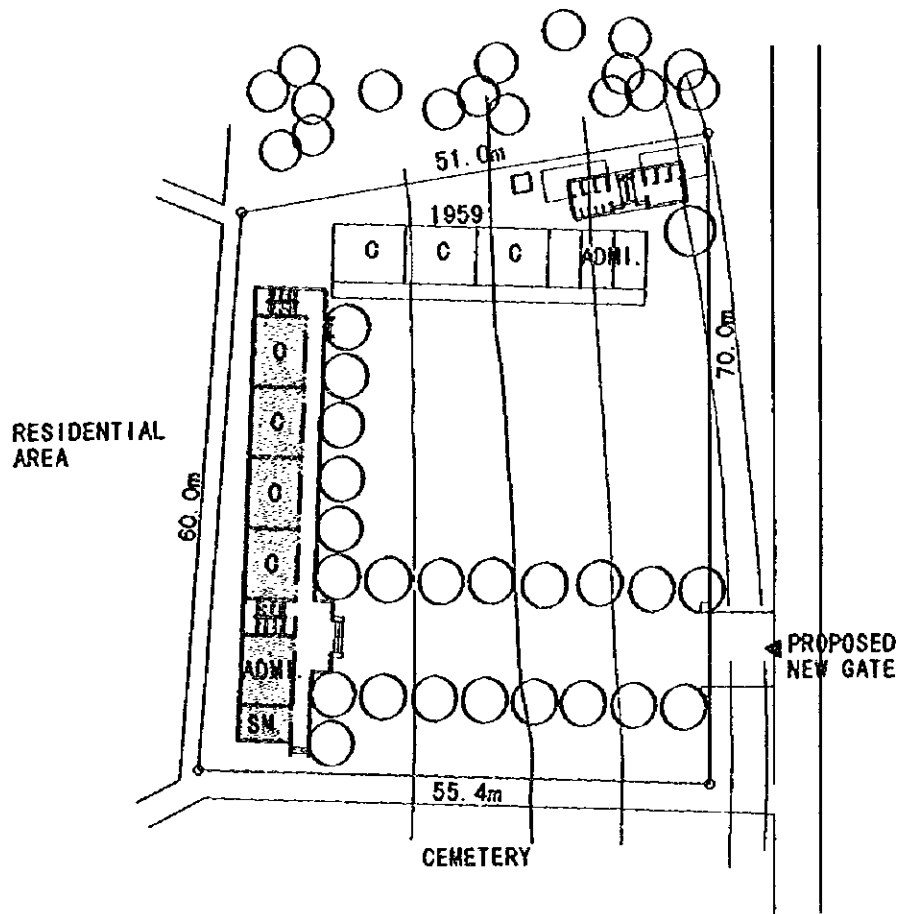 51.0m
1959
C C C ADMI.
C
C
C
C
ADMI.
SM
70.0m
RESIDENTIAL
AREA
60.0m
PROPOSED
NEW GATE
55.4m
CEMETERY